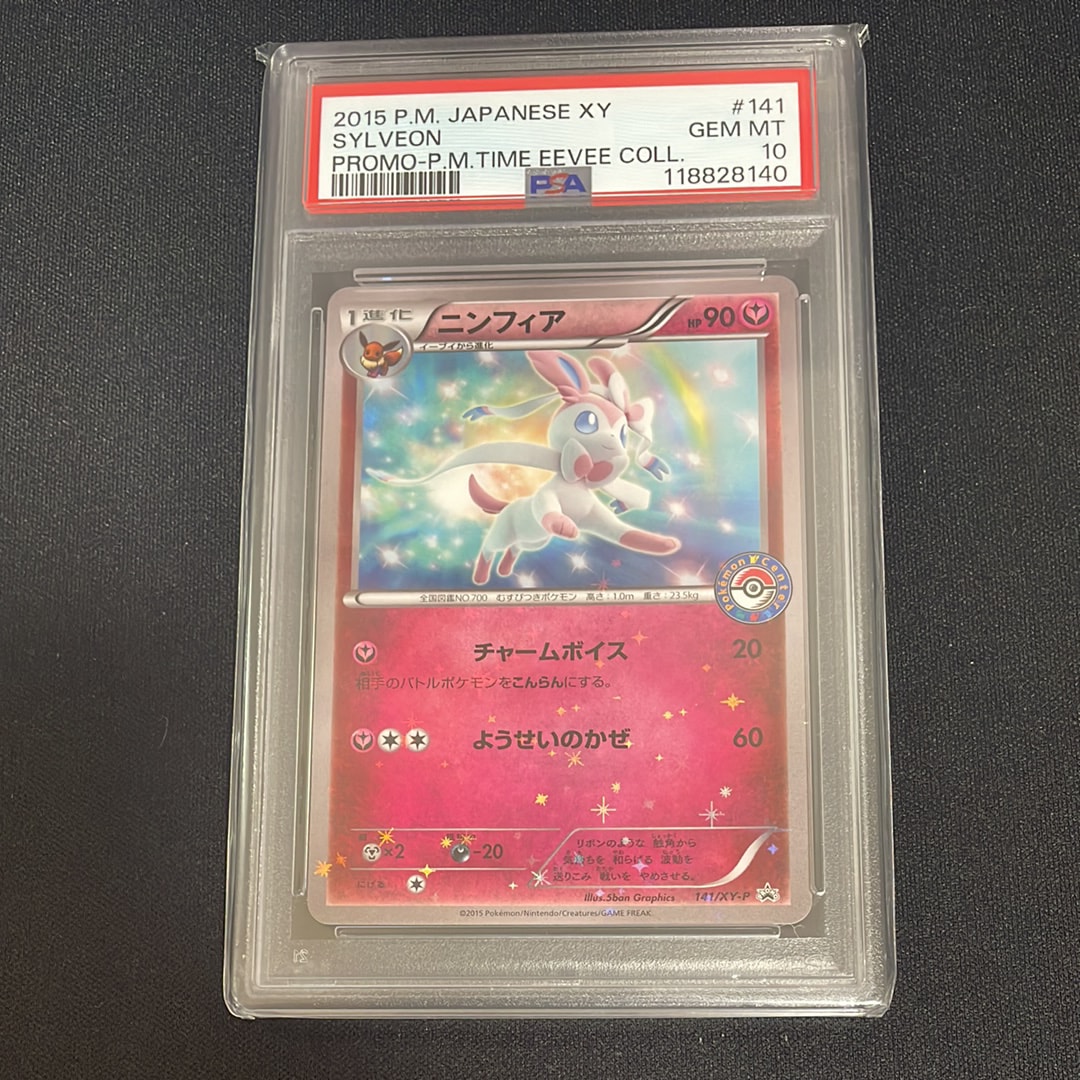 2015 P.M. JAPANESE XY #141
SYLVEON GEM MT
PROMO-P.M.TIME EEVEE COLL. 10
118828140
PSA
1進化 ニンフィア HP90
イーブイから進化
Pokémon Center
全国図鑑NO.700 むすびつきポケモン 高さ:1.0m 重さ:23.5kg
チャームボイス 20
相手のバトルポケモンをこんらんにする。
ようせいのかぜ 60
×2 -20
リボンのような 触角から
気持ちを 和らげる 波動を
送りこみ 戦いを やめさせる。
にげる
Illus.5ban Graphics 141/XY-P
©2015 Pokémon/Nintendo/Creatures/GAME FREAK.